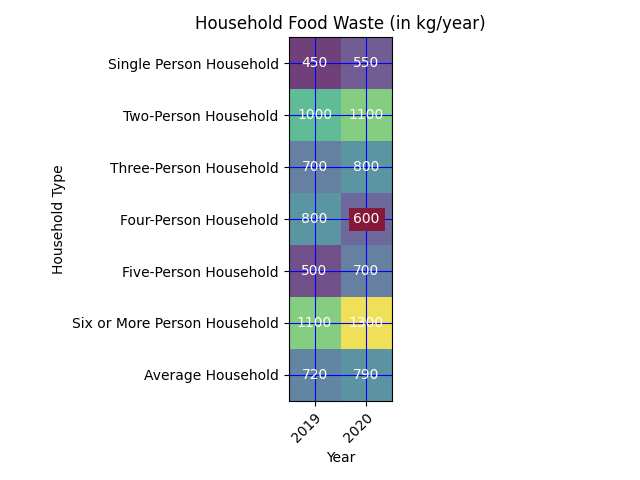 Household Food Waste (in kg/year)
Household Type
Single Person Household 450 550
Two-Person Household 1000 1100
Three-Person Household 700 800
Four-Person Household 800 600
Five-Person Household 500 700
Six or More Person Household 1100 1300
Average Household 720 790
2019 2020
Year